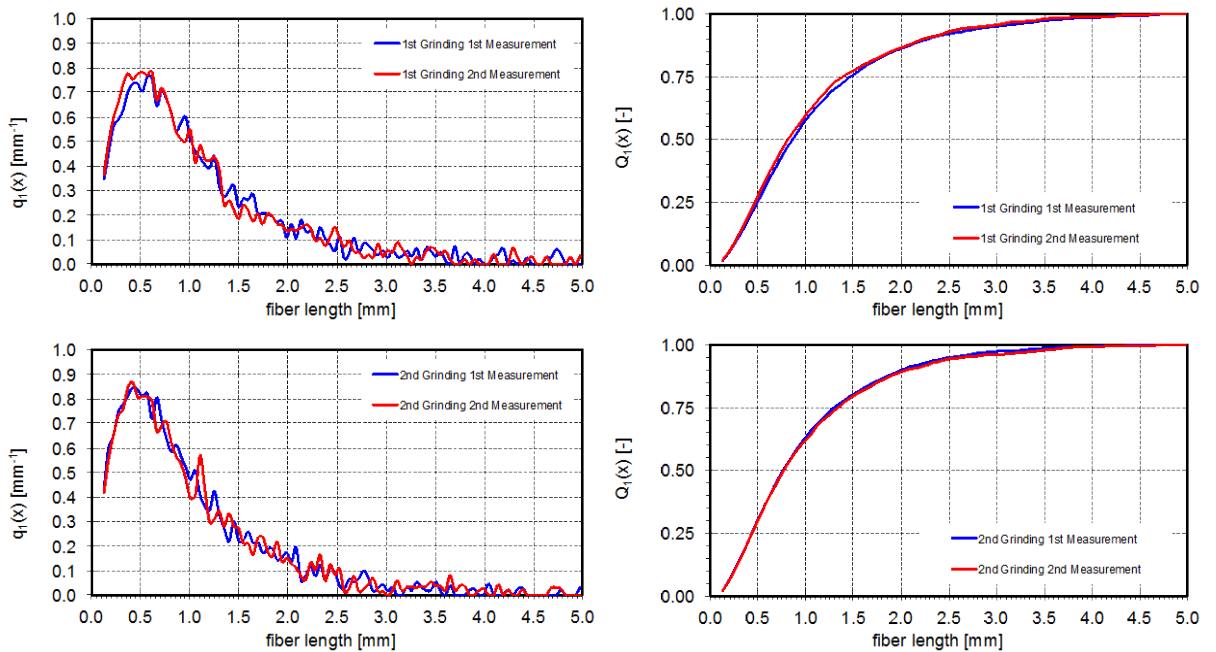 1.0
0.9
0.8
0.7
0.6
0.5
0.4
0.3
0.2
0.1
0.0
q₁(x) [mm⁻¹]
1st Grinding 1st Measurement
1st Grinding 2nd Measurement
0.0 0.5 1.0 1.5 2.0 2.5 3.0 3.5 4.0 4.5 5.0
fiber length [mm]
1.00
0.75
0.50
0.25
0.00
Q₁(x) [-]
1st Grinding 1st Measurement
1st Grinding 2nd Measurement
0.0 0.5 1.0 1.5 2.0 2.5 3.0 3.5 4.0 4.5 5.0
fiber length [mm]
1.0
0.9
0.8
0.7
0.6
0.5
0.4
0.3
0.2
0.1
0.0
q₁(x) [mm⁻¹]
2nd Grinding 1st Measurement
2nd Grinding 2nd Measurement
0.0 0.5 1.0 1.5 2.0 2.5 3.0 3.5 4.0 4.5 5.0
fiber length [mm]
1.00
0.75
0.50
0.25
0.00
Q₁(x) [-]
2nd Grinding 1st Measurement
2nd Grinding 2nd Measurement
0.0 0.5 1.0 1.5 2.0 2.5 3.0 3.5 4.0 4.5 5.0
fiber length [mm]